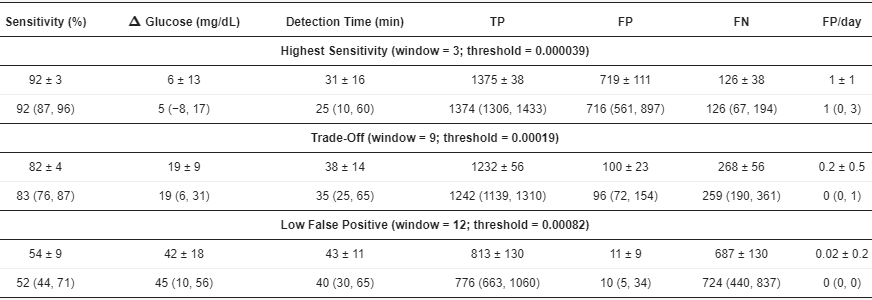 Sensitivity (%) Δ Glucose (mg/dL) Detection Time (min) TP FP FN FP/day
Highest Sensitivity (window = 3; threshold = 0.000039)
92 ± 3 6 ± 13 31 ± 16 1375 ± 38 719 ± 111 126 ± 38 1 ± 1
92 (87, 96) 5 (−8, 17) 25 (10, 60) 1374 (1306, 1433) 716 (561, 897) 126 (67, 194) 1 (0, 3)
Trade-Off (window = 9; threshold = 0.00019)
82 ± 4 19 ± 9 38 ± 14 1232 ± 56 100 ± 23 268 ± 56 0.2 ± 0.5
83 (76, 87) 19 (6, 31) 35 (25, 65) 1242 (1139, 1310) 96 (72, 154) 259 (190, 361) 0 (0, 1)
Low False Positive (window = 12; threshold = 0.00082)
54 ± 9 42 ± 18 43 ± 11 813 ± 130 11 ± 9 687 ± 130 0.02 ± 0.2
52 (44, 71) 45 (10, 56) 40 (30, 65) 776 (663, 1060) 10 (5, 34) 724 (440, 837) 0 (0, 0)